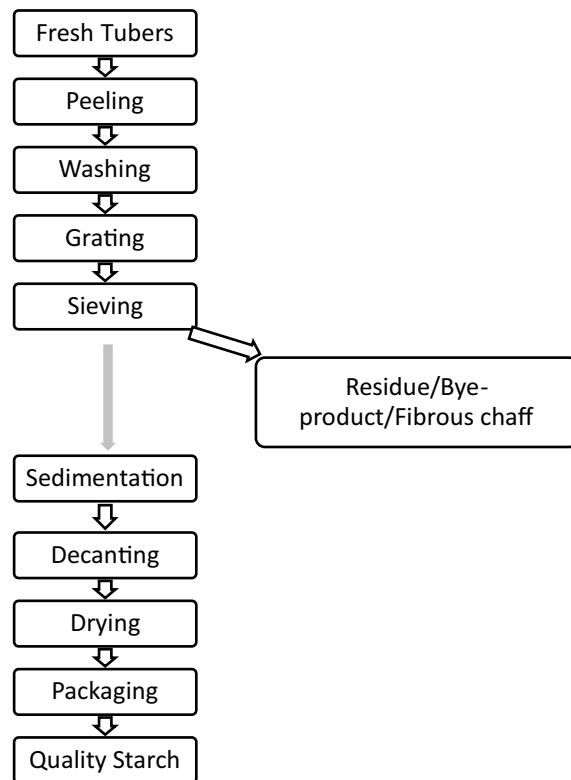 Fresh Tubers
Peeling
Washing
Grating
Sieving
Residue/Bye-
product/Fibrous chaff
Sedimentation
Decanting
Drying
Packaging
Quality Starch